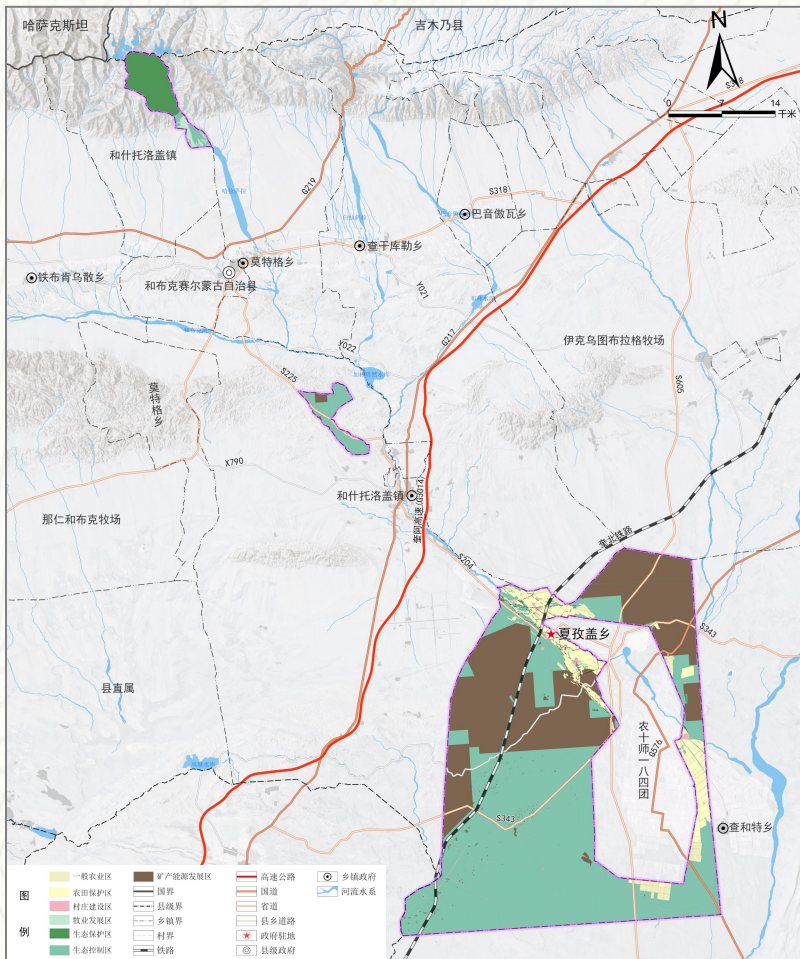 哈萨克斯坦
吉木乃县
N
S318
0
7
14
千米
和什托洛盖镇
G219
S318
巴音傲瓦乡
查干库勒乡
莫特格乡
铁布肯乌散乡
和布克赛尔蒙古自治县
Y021
G217
Y022
伊克乌图布拉格牧场
S225
S605
莫特格乡
X790
和什托洛盖镇
奎阿高速（G3014）
那仁和布克牧场
奎北铁路
S204
夏孜盖乡
S343
县直属
农十师一八四团
G576
S343
查和特乡
图例
一般农业区
农田保护区
村庄建设区
牧业发展区
生态保护区
生态控制区
矿产能源发展区
国界
县级界
乡镇界
村界
铁路
高速公路
国道
省道
县乡道路
政府驻地
县级政府
乡镇政府
河流水系